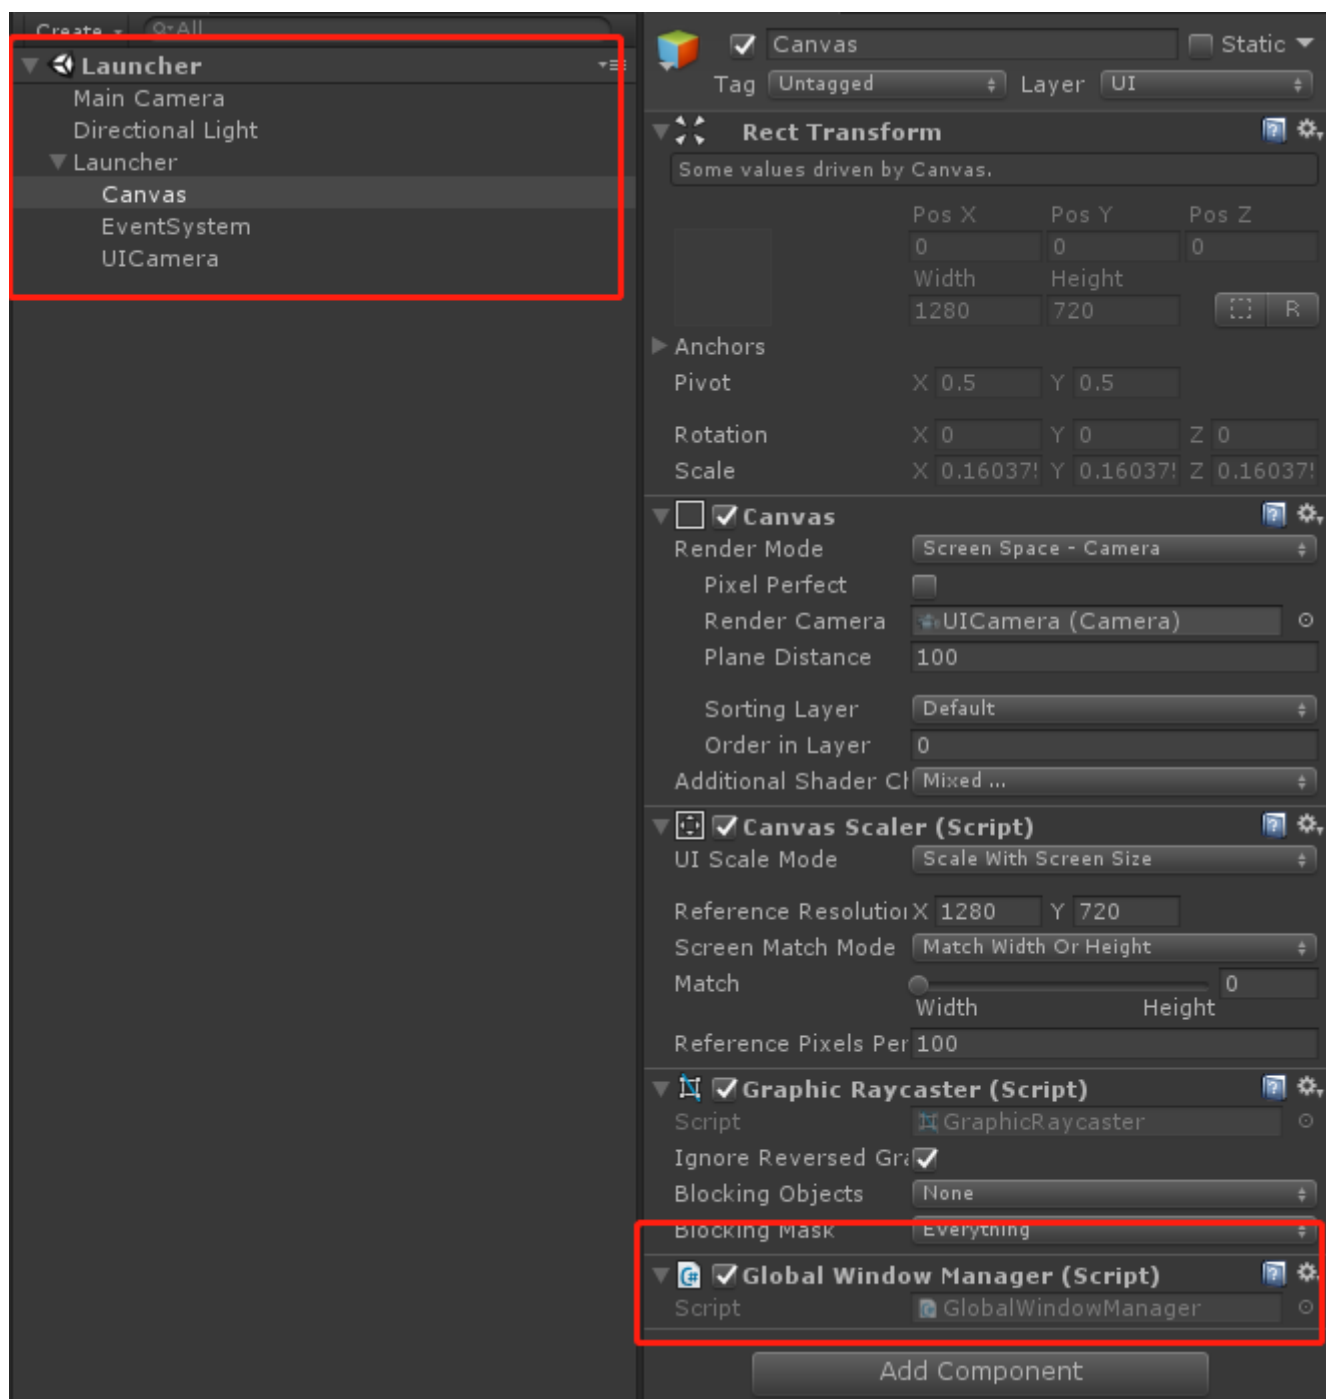 Create
All
Launcher
Main Camera
Directional Light
Launcher
Canvas
EventSystem
UICamera
Canvas
Static
Tag Untagged Layer UI
Rect Transform
Some values driven by Canvas.
Pos X Pos Y Pos Z
0 0 0
Width Height
1280 720 R
Anchors
Pivot X 0.5 Y 0.5
Rotation X 0 Y 0 Z 0
Scale X 0.16037 Y 0.16037 Z 0.16037
Canvas
Render Mode Screen Space - Camera
Pixel Perfect
Render Camera UICamera (Camera)
Plane Distance 100
Sorting Layer Default
Order in Layer 0
Additional Shader Cl Mixed ...
Canvas Scaler (Script)
UI Scale Mode Scale With Screen Size
Reference Resolution X 1280 Y 720
Screen Match Mode Match Width Or Height
Match 0
Width Height
Reference Pixels Per 100
Graphic Raycaster (Script)
Script GraphicRaycaster
Ignore Reversed Gra
Blocking Objects None
Blocking Mask Everything
Global Window Manager (Script)
Script GlobalWindowManager
Add Component